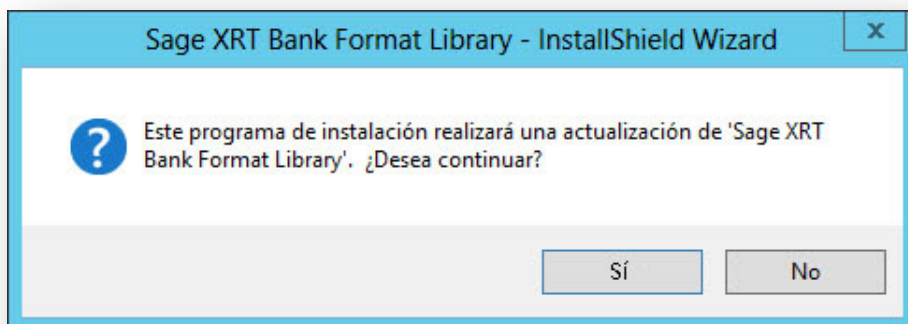 Sage XRT Bank Format Library - InstallShield Wizard
x
?
Este programa de instalación realizará una actualización de 'Sage XRT
Bank Format Library'.  ¿Desea continuar?
Sí No